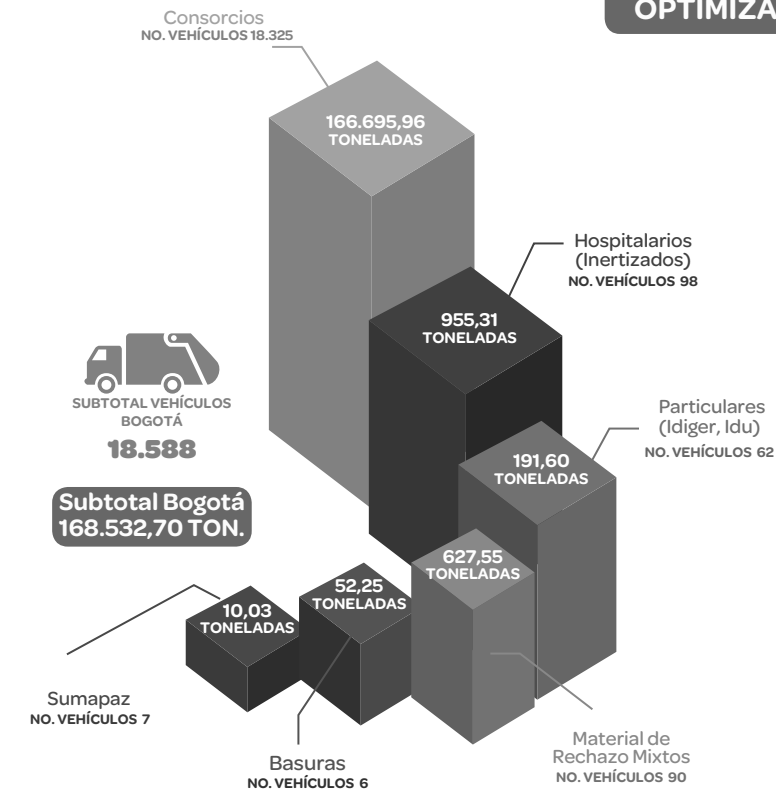 OPTIMIZA
Consorcios
NO. VEHÍCULOS 18.325
166.695,96
TONELADAS
Hospitalarios
(Inertizados)
NO. VEHÍCULOS 98
955,31
TONELADAS
SUBTOTAL VEHÍCULOS
BOGOTÁ
18.588
Particulares
(Idiger, Idu)
NO. VEHÍCULOS 62
191,60
TONELADAS
Subtotal Bogotá
168.532,70 TON.
627,55
TONELADAS
52,25
TONELADAS
10,03
TONELADAS
Sumapaz
NO. VEHÍCULOS 7
Basuras
NO. VEHÍCULOS 6
Material de
Rechazo Mixtos
NO. VEHÍCULOS 90